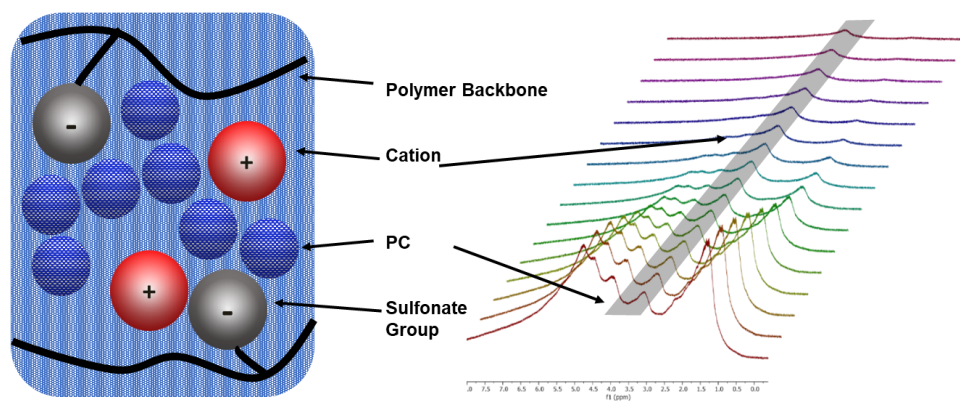 Polymer Backbone
Cation
PC
Sulfonate
Group
-
+
+
-
8.0 7.5 7.0 6.5 6.0 5.5 5.0 4.5 4.0 3.5 3.0 2.5 2.0 1.5 1.0 0.5 0.0
f1 (ppm)